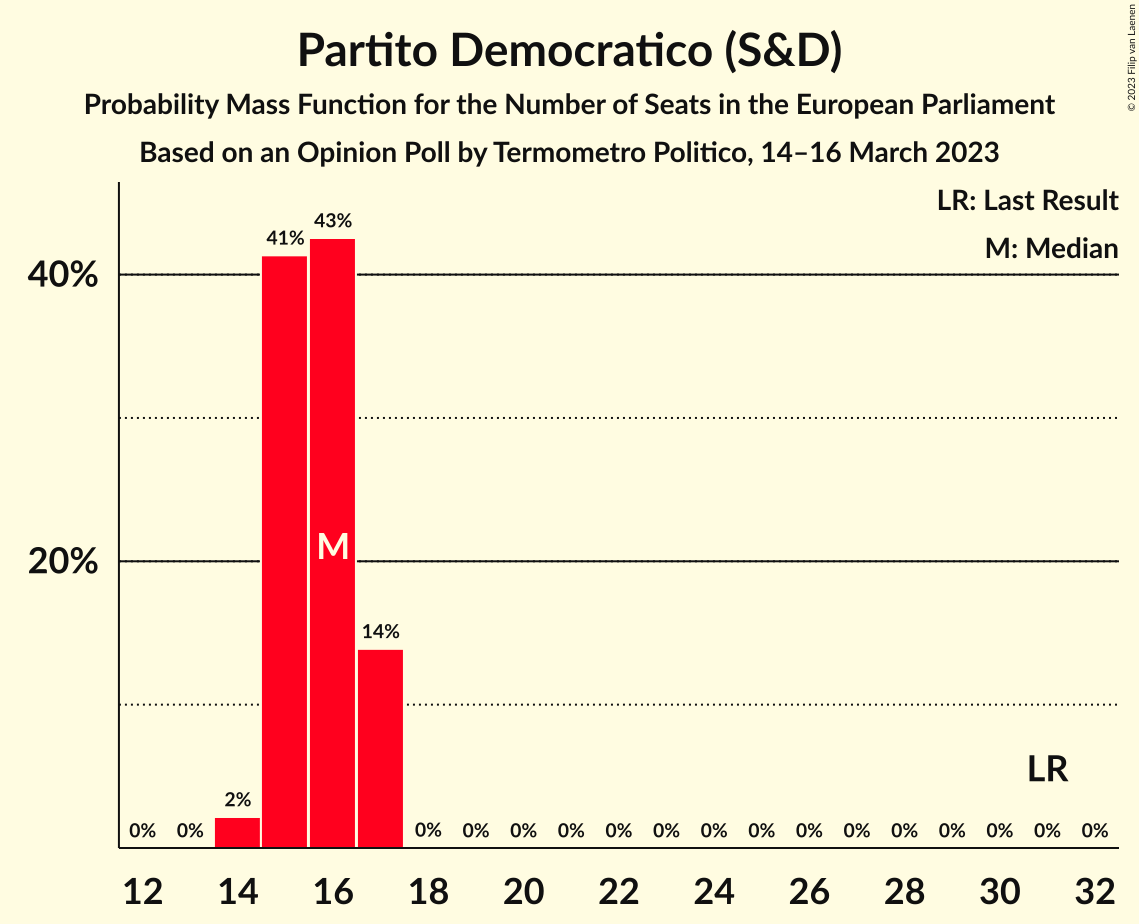 Partito Democratico (S&D)
Probability Mass Function for the Number of Seats in the European Parliament
Based on an Opinion Poll by Termometro Politico, 14–16 March 2023
© 2023 Filip van Laenen
LR: Last Result
M: Median
40%
20%
0% 0% 2% 41% 43% 14% 0% 0% 0% 0% 0% 0% 0% 0% 0% 0% 0% 0% 0% 0% 0%
M
LR
12 14 16 18 20 22 24 26 28 30 32